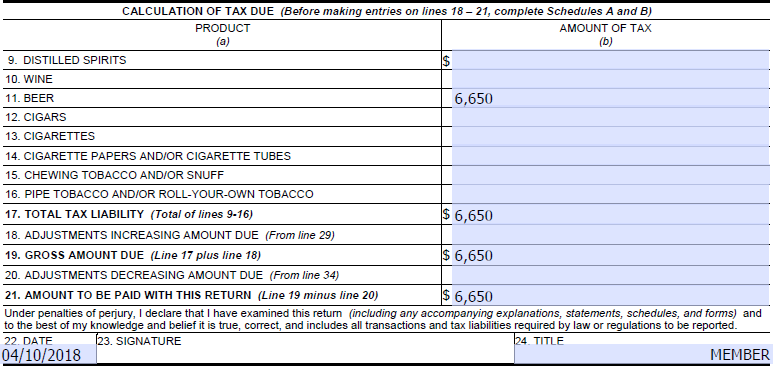 CALCULATION OF TAX DUE (Before making entries on lines 18 – 21, complete Schedules A and B)
PRODUCT AMOUNT OF TAX
(a) (b)
9. DISTILLED SPIRITS $
10. WINE
11. BEER 6,650
12. CIGARS
13. CIGARETTES
14. CIGARETTE PAPERS AND/OR CIGARETTE TUBES
15. CHEWING TOBACCO AND/OR SNUFF
16. PIPE TOBACCO AND/OR ROLL-YOUR-OWN TOBACCO
17. TOTAL TAX LIABILITY (Total of lines 9-16) $ 6,650
18. ADJUSTMENTS INCREASING AMOUNT DUE (From line 29)
19. GROSS AMOUNT DUE (Line 17 plus line 18) $ 6,650
20. ADJUSTMENTS DECREASING AMOUNT DUE (From line 34)
21. AMOUNT TO BE PAID WITH THIS RETURN (Line 19 minus line 20) $ 6,650
Under penalties of perjury, I declare that I have examined this return (including any accompanying explanations, statements, schedules, and forms) and
to the best of my knowledge and belief it is true, correct, and includes all transactions and tax liabilities required by law or regulations to be reported.
22. DATE 23. SIGNATURE 24. TITLE
04/10/2018 MEMBER